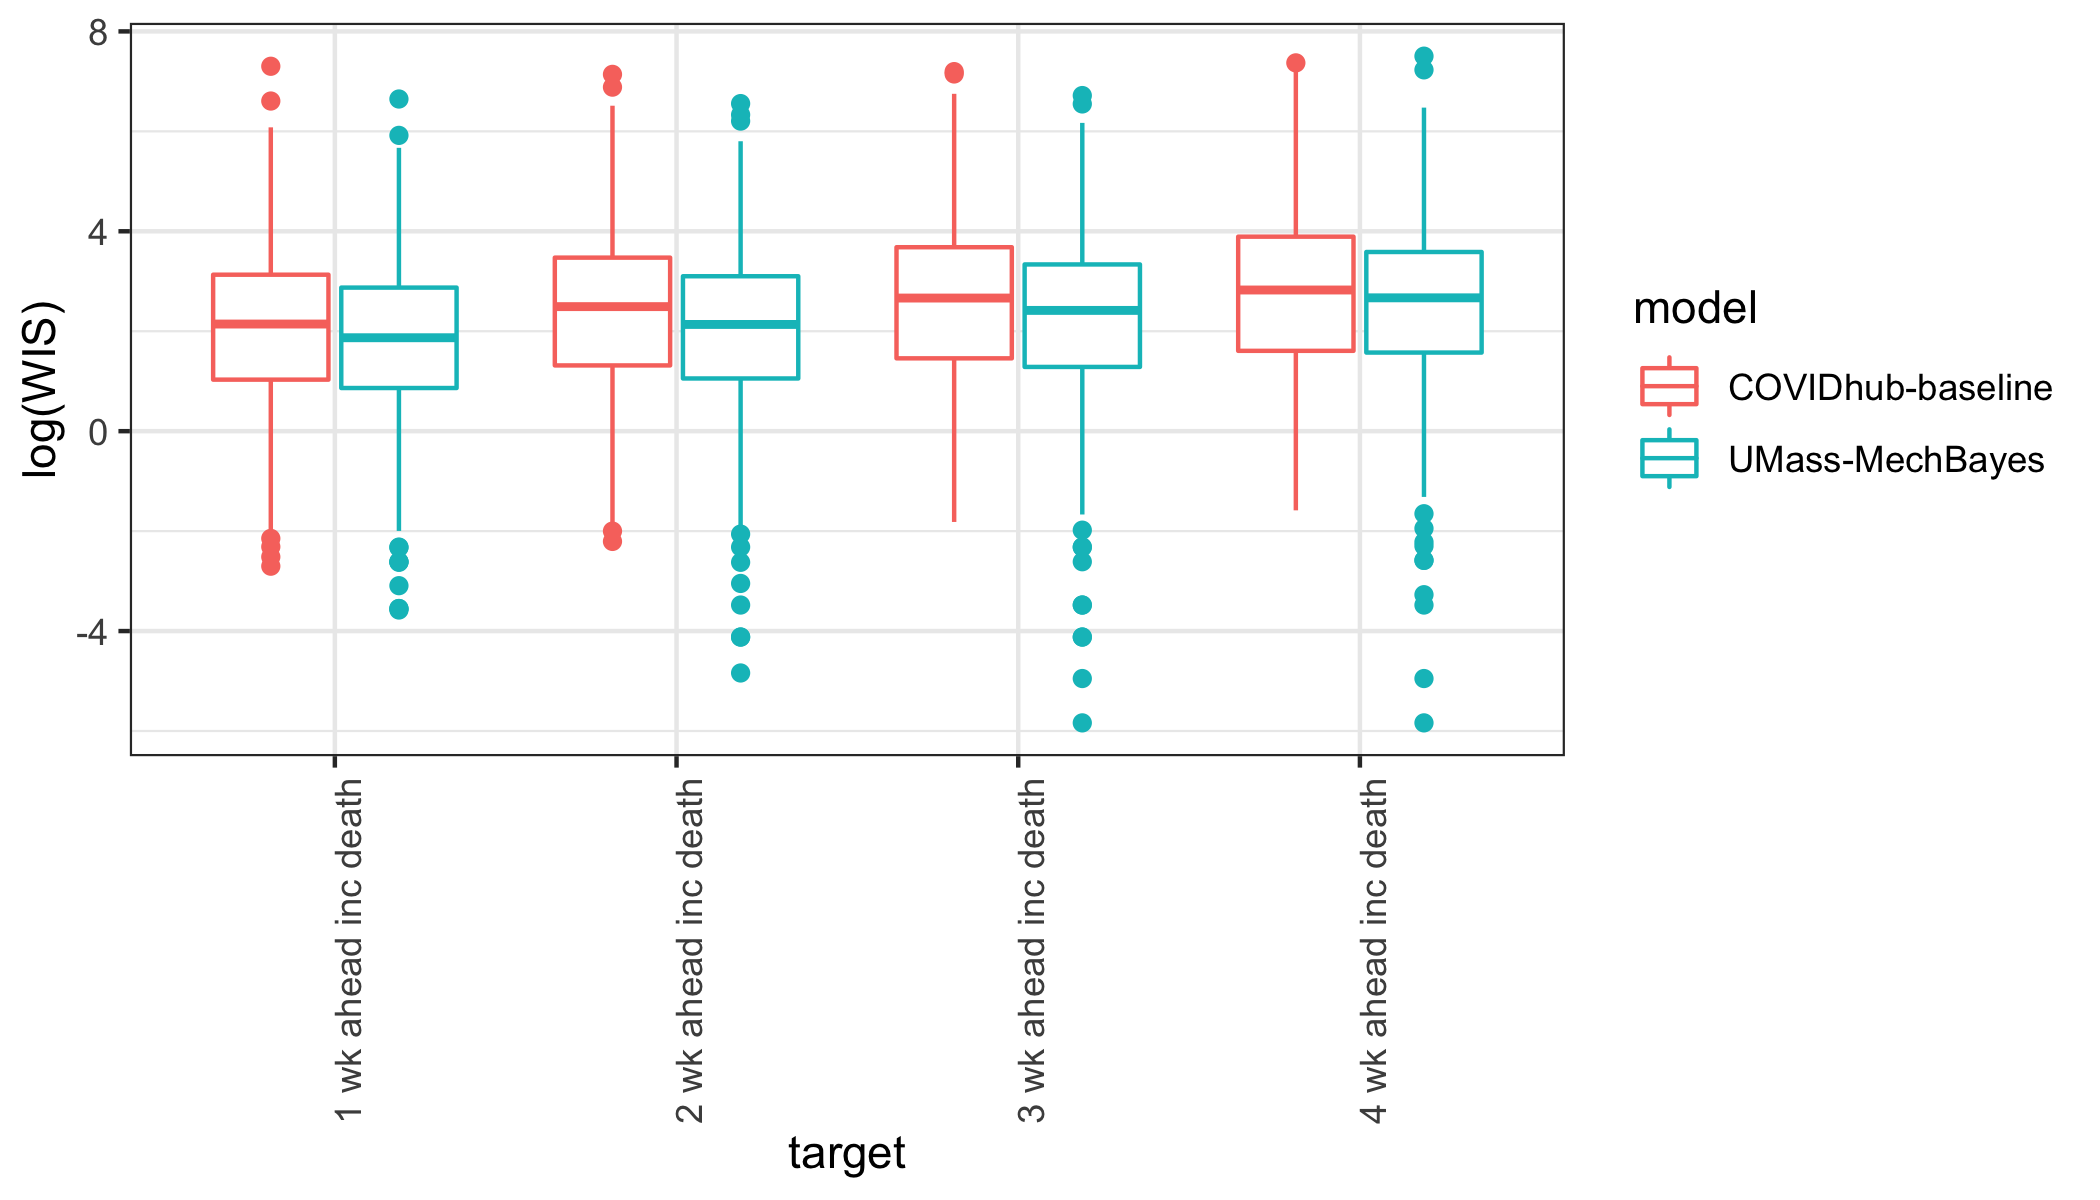 8
4
0
-4
log(WIS)
1 wk ahead inc death
2 wk ahead inc death
3 wk ahead inc death
4 wk ahead inc death
target
model
COVIDhub-baseline
UMass-MechBayes